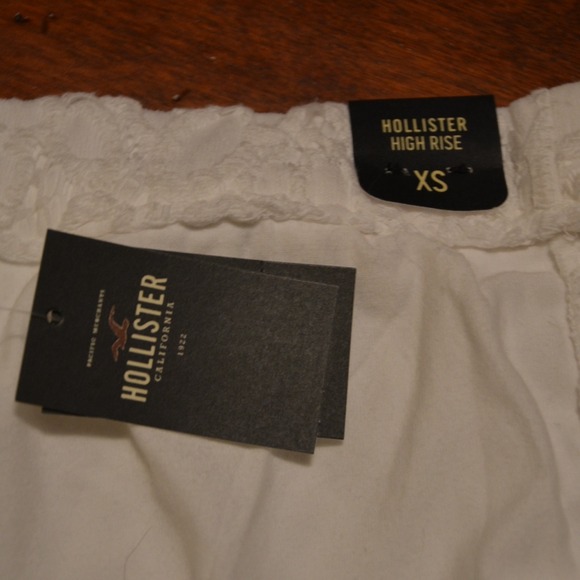 HOLLISTER
HIGH RISE
XS
PACIFIC MERCHANTS
HOLLISTER
CALIFORNIA
1922